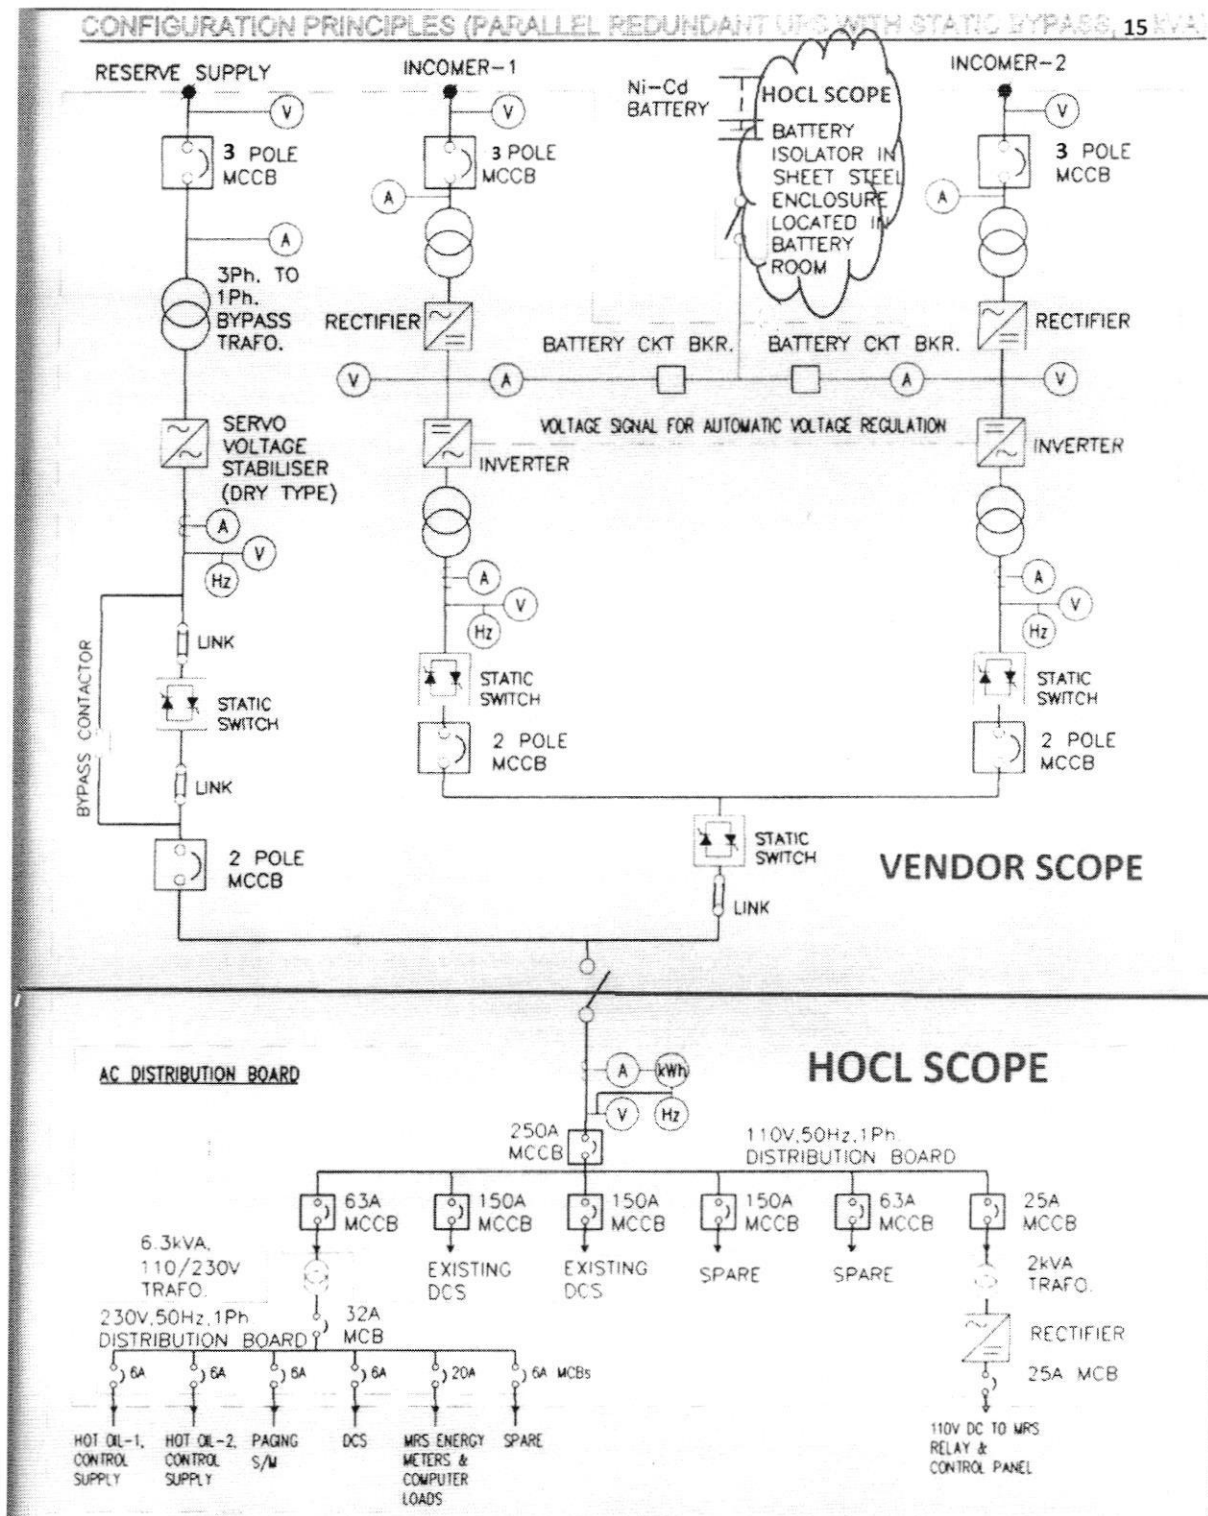 CONFIGURATION PRINCIPLES (PARALLEL REDUNDANT UPS WITH STATIC BYPASS, 15 kVA)
RESERVE SUPPLY
INCOMER-1
INCOMER-2
Ni-Cd
BATTERY
HOCL SCOPE
BATTERY
ISOLATOR IN
SHEET STEEL
ENCLOSURE
LOCATED IN
BATTERY
ROOM
V
V
V
3 POLE
MCCB
3 POLE
MCCB
3 POLE
MCCB
A
A
A
3Ph. TO
1Ph.
BYPASS
TRAFO.
RECTIFIER
RECTIFIER
BATTERY CKT BKR.
BATTERY CKT BKR.
V
A
A
V
SERVO
VOLTAGE
STABILISER
(DRY TYPE)
VOLTAGE SIGNAL FOR AUTOMATIC VOLTAGE REGULATION
INVERTER
INVERTER
A
V
Hz
A
V
Hz
A
V
Hz
BYPASS CONTACTOR
LINK
STATIC
SWITCH
LINK
STATIC
SWITCH
STATIC
SWITCH
2 POLE
MCCB
2 POLE
MCCB
2 POLE
MCCB
STATIC
SWITCH
LINK
VENDOR SCOPE
HOCL SCOPE
AC DISTRIBUTION BOARD
A
kWh
V
Hz
250A
MCCB
110V,50Hz,1Ph.
DISTRIBUTION BOARD
63A
MCCB
150A
MCCB
150A
MCCB
150A
MCCB
63A
MCCB
25A
MCCB
6.3kVA,
110/230V
TRAFO.
EXISTING
DCS
EXISTING
DCS
SPARE
SPARE
2kVA
TRAFO.
230V,50Hz,1Ph
DISTRIBUTION BOARD
32A
MCB
RECTIFIER
25A MCB
6A
6A
6A
6A
20A
6A MCBs
HOT OIL-1,
CONTROL
SUPPLY
HOT OIL-2,
CONTROL
SUPPLY
PAGING
S/M
DCS
MRS ENERGY
METERS &
COMPUTER
LOADS
SPARE
110V DC TO MRS
RELAY &
CONTROL PANEL